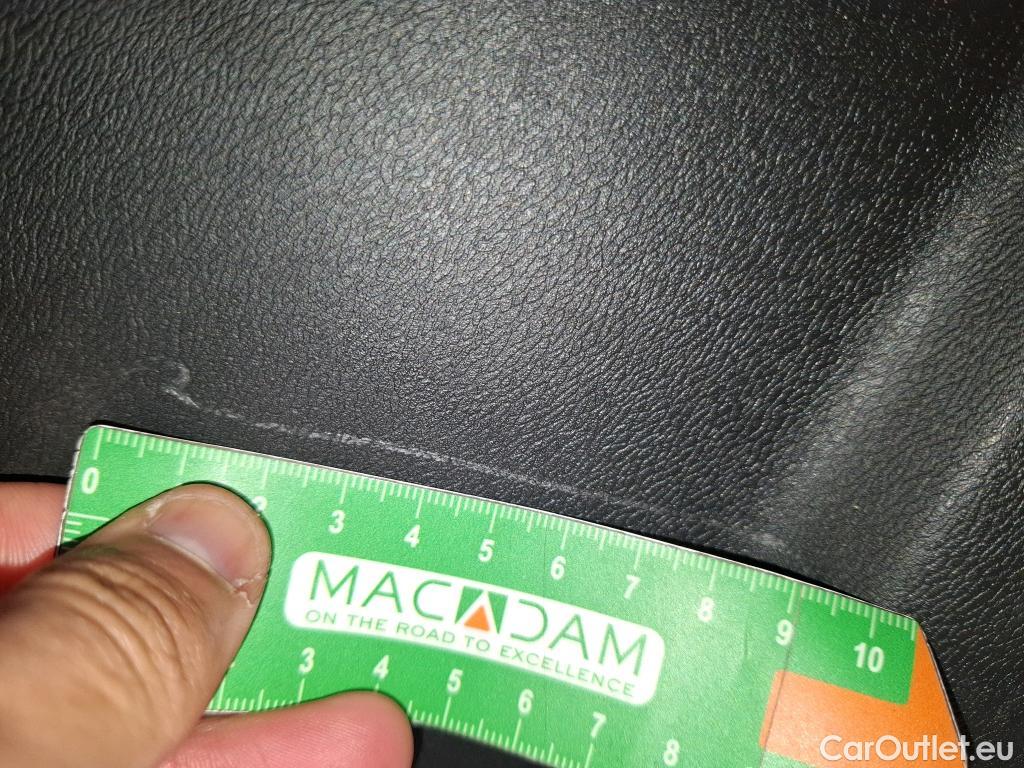 0 2 3 4 5 6 7 8 9 10
MACADAM
ON THE ROAD TO EXCELLENCE
3 4 5 6 7 8
CarOutlet.eu